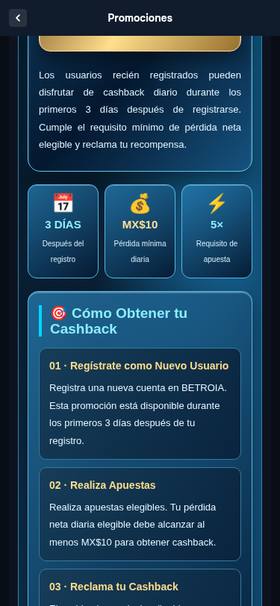 Promociones
Los usuarios recién registrados pueden
disfrutar de cashback diario durante los
primeros 3 días después de registrarse.
Cumple el requisito mínimo de pérdida neta
elegible y reclama tu recompensa.
3 DÍAS
Después del
registro
MX$10
Pérdida mínima
diaria
5×
Requisito de
apuesta
Cómo Obtener tu
Cashback
01 · Regístrate como Nuevo Usuario
Registra una nueva cuenta en BETROIA.
Esta promoción está disponible durante
los primeros 3 días después de tu
registro.
02 · Realiza Apuestas
Realiza apuestas elegibles. Tu pérdida
neta diaria elegible debe alcanzar al
menos MX$10 para obtener cashback.
03 · Reclama tu Cashback